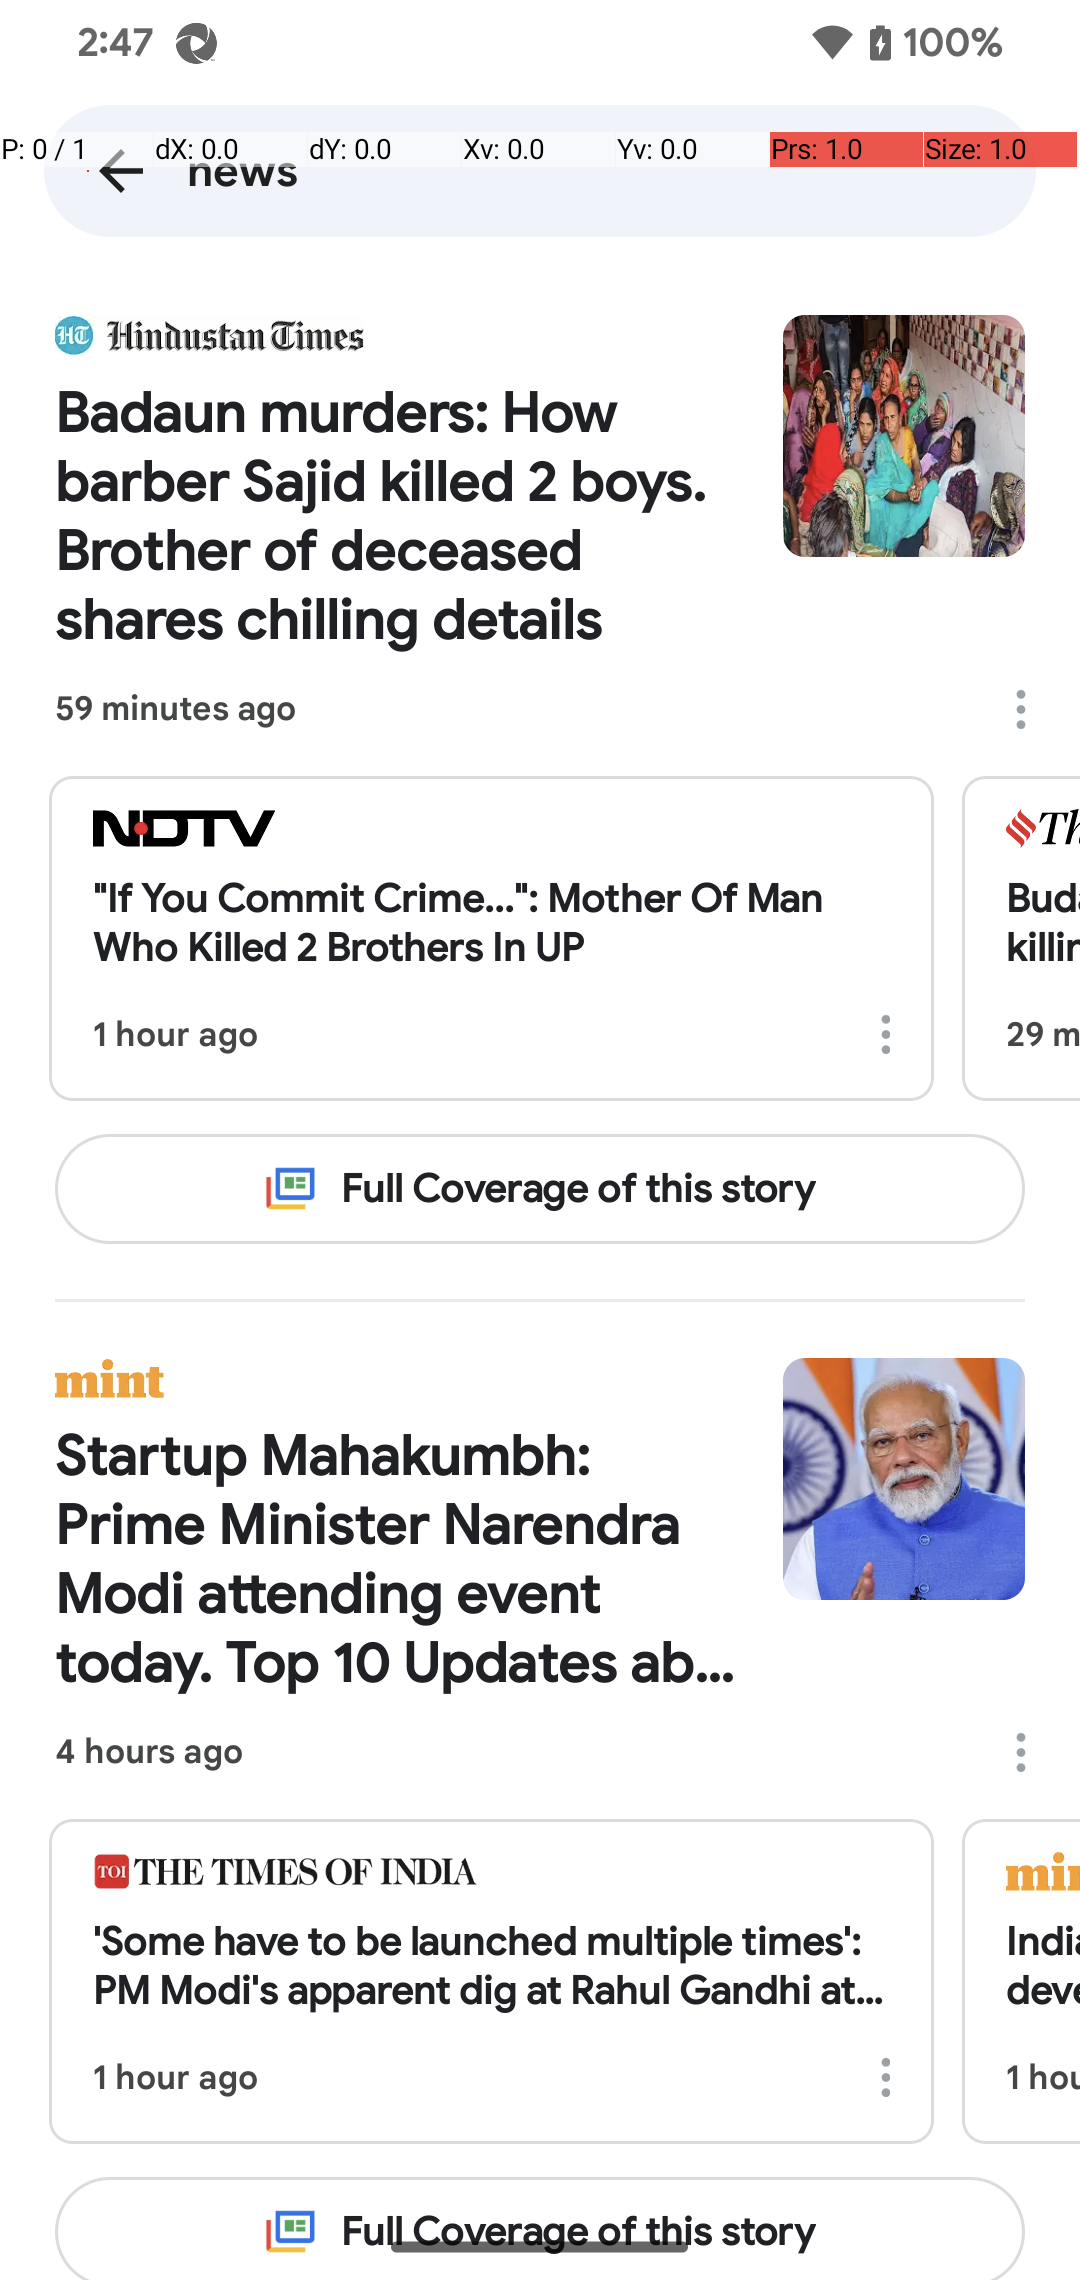 2:47
100%
P: 0 / 1
dX: 0.0
dY: 0.0
Xv: 0.0
Yv: 0.0
Prs: 1.0
Size: 1.0
news
HT Hindustan Times
Badaun murders: How
barber Sajid killed 2 boys.
Brother of deceased
shares chilling details
59 minutes ago
NDTV
"If You Commit Crime...": Mother Of Man
Who Killed 2 Brothers In UP
1 hour ago
29 m
Full Coverage of this story
mint
Startup Mahakumbh:
Prime Minister Narendra
Modi attending event
today. Top 10 Updates ab...
4 hours ago
TOI THE TIMES OF INDIA
'Some have to be launched multiple times':
PM Modi's apparent dig at Rahul Gandhi at...
1 hour ago
1 hou
Full Coverage of this story